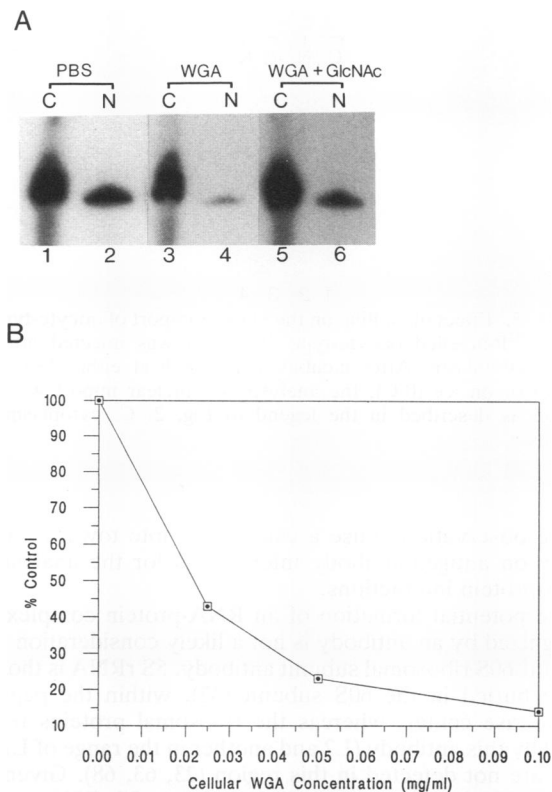 A
PBS WGA WGA + GlcNAc
C N C N C N
1 2 3 4 5 6
B
% Control
100
90
80
70
60
50
40
30
20
10
0.00 0.01 0.02 0.03 0.04 0.05 0.06 0.07 0.08 0.09 0.10
Cellular WGA Concentration (mg/ml)